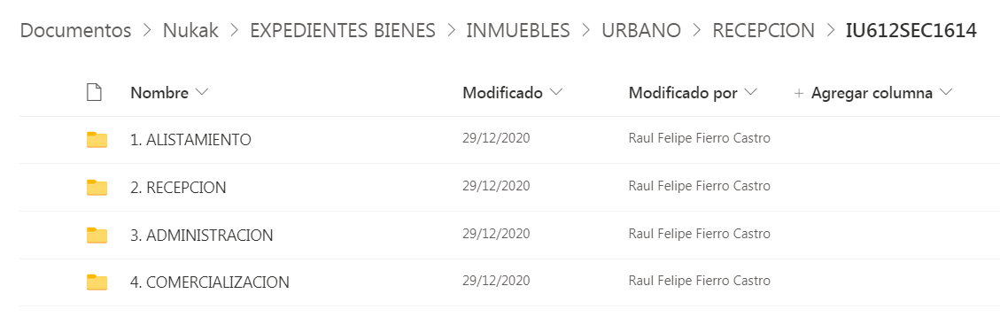 Documentos > Nukak > EXPEDIENTES BIENES > INMUEBLES > URBANO > RECEPCION > IU612SEC1614
Nombre Modificado Modificado por + Agregar columna
1. ALISTAMIENTO 29/12/2020 Raul Felipe Fierro Castro
2. RECEPCION 29/12/2020 Raul Felipe Fierro Castro
3. ADMINISTRACION 29/12/2020 Raul Felipe Fierro Castro
4. COMERCIALIZACION 29/12/2020 Raul Felipe Fierro Castro